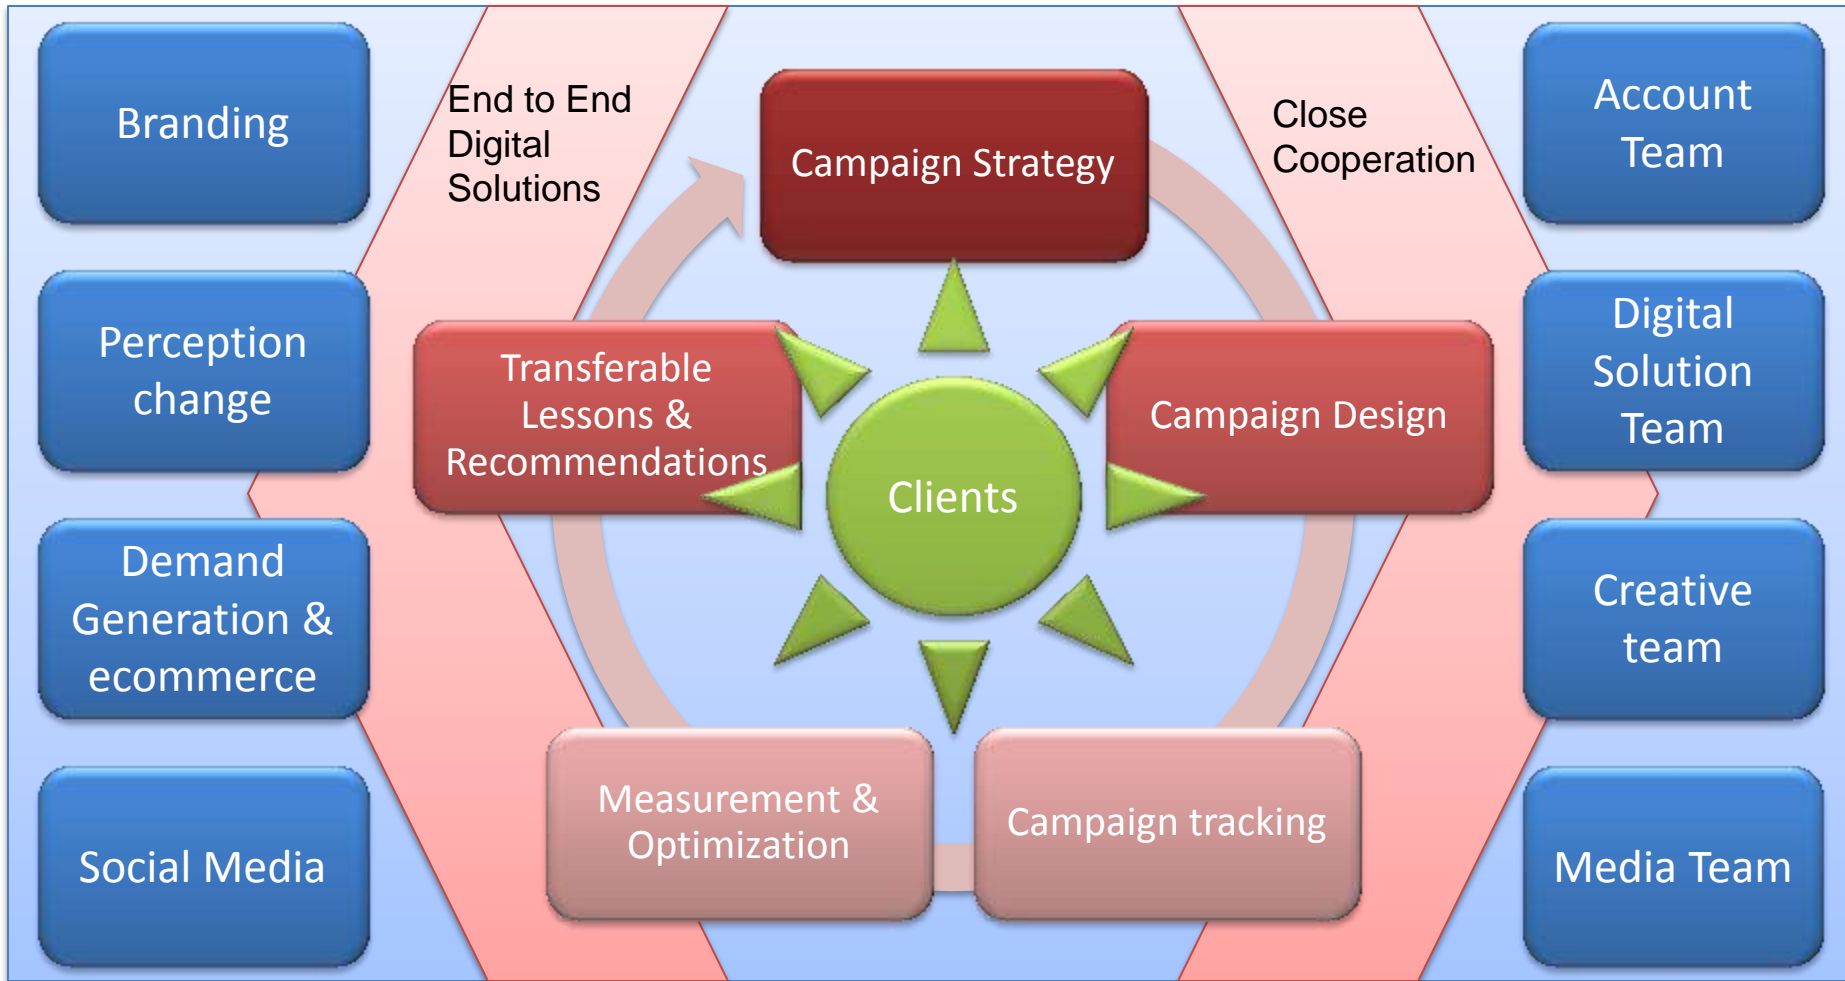 Branding
Perception
change
Demand
Generation &
ecommerce
Social Media
End to End
Digital
Solutions
Campaign Strategy
Transferable
Lessons &
Recommendations
Clients
Campaign Design
Measurement &
Optimization
Campaign tracking
Close
Cooperation
Account
Team
Digital
Solution
Team
Creative
team
Media Team